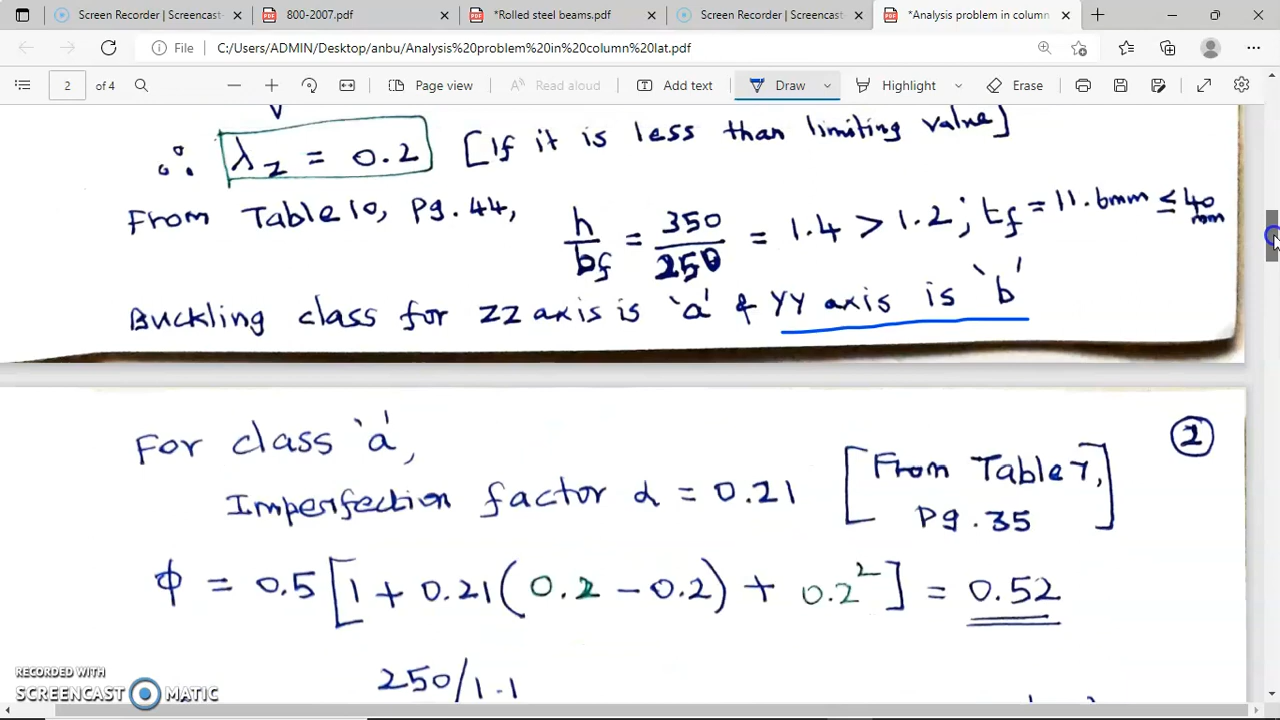 Screen Recorder | Screencast-
800-2007.pdf
*Rolled steel beams.pdf
Screen Recorder | Screencast-
*Analysis problem in column
File
C:/Users/ADMIN/Desktop/anbu/Analysis%20problem%20in%20column%20lat.pdf
2 of 4
Page view
Read aloud
Add text
Draw
Highlight
Erase
∴ λz = 0.2 [If it is less than limiting value]
From Table 10, Pg. 44,
h/bf = 350/250 = 1.4 > 1.2 ; tf = 11.6mm ≤ 40 mm
Buckling class for ZZ axis is 'a' & YY axis is 'b'
2
For class 'a',
Imperfection factor α = 0.21 [From Table 7, Pg. 35]
ϕ = 0.5 [1 + 0.21 (0.2 - 0.2) + 0.2²] = 0.52
250/1.1
RECORDED WITH
SCREENCAST MATIC